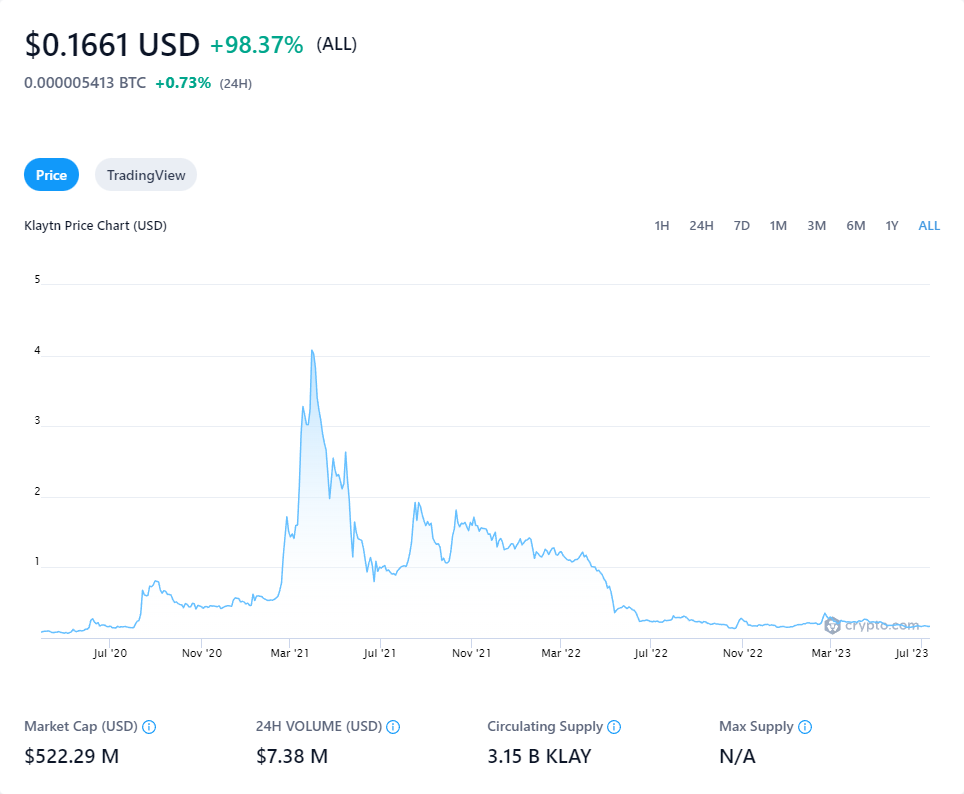 $0.1661 USD +98.37% (ALL)
0.000005413 BTC +0.73% (24H)
Price TradingView
Klaytn Price Chart (USD) 1H 24H 7D 1M 3M 6M 1Y ALL
5
4
3
2
1
crypto.com
Jul '20 Nov '20 Mar '21 Jul '21 Nov '21 Mar '22 Jul '22 Nov '22 Mar '23 Jul '23
Market Cap (USD) 24H VOLUME (USD) Circulating Supply Max Supply
$522.29 M $7.38 M 3.15 B KLAY N/A